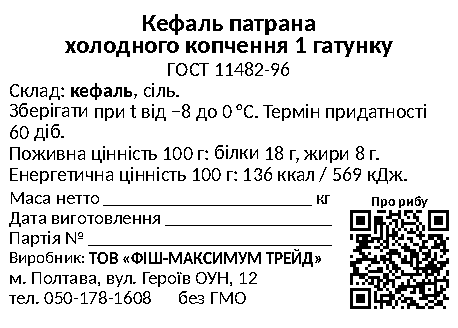 Кефаль патрана
холодного копчення 1 гатунку
ГОСТ 11482-96
Склад: кефаль, сіль.
Зберігати при t від –8 до 0 °С. Термін придатності
60 діб.
Поживна цінність 100 г: білки 18 г, жири 8 г.
Енергетична цінність 100 г: 136 ккал / 569 кДж.
Маса нетто ______________________ кг
Дата виготовлення __________________
Партія № __________________________
Про рибу
Виробник: ТОВ «ФІШ-МАКСИМУМ ТРЕЙД»
м. Полтава, вул. Героїв ОУН, 12
тел. 050-178-1608 без ГМО